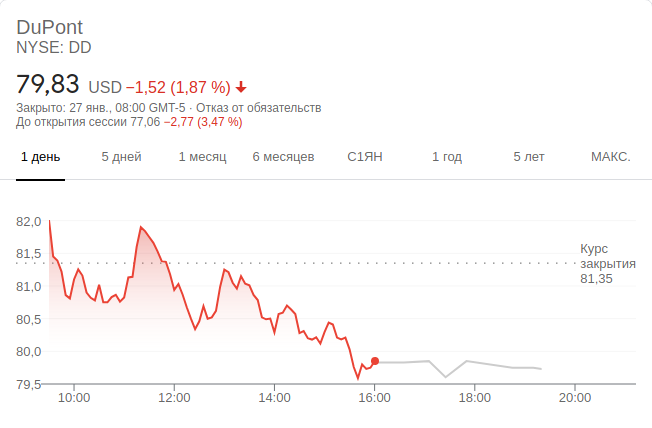 DuPont
NYSE: DD
79,83 USD −1,52 (1,87 %)
Закрыто: 27 янв., 08:00 GMT-5 · Отказ от обязательств
До открытия сессии 77,06 −2,77 (3,47 %)
1 день 5 дней 1 месяц 6 месяцев С1ЯН 1 год 5 лет МАКС.
82,0
81,5
81,0
80,5
80,0
79,5
Курс
закрытия
81,35
10:00 12:00 14:00 16:00 18:00 20:00